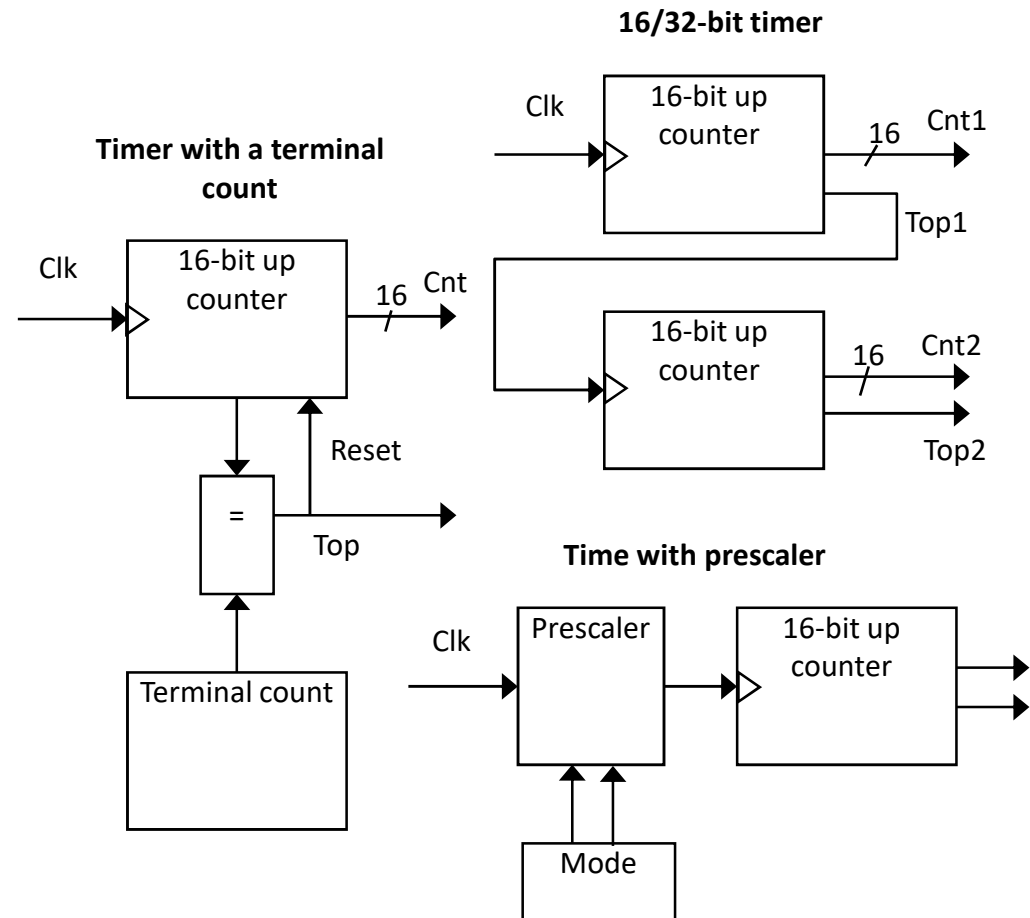 Timer with a terminal
count
Clk
16-bit up
counter
16
Cnt
Reset
=
Top
Terminal count
16/32-bit timer
Clk
16-bit up
counter
16
Cnt1
Top1
16-bit up
counter
16
Cnt2
Top2
Time with prescaler
Clk
Prescaler
16-bit up
counter
Mode